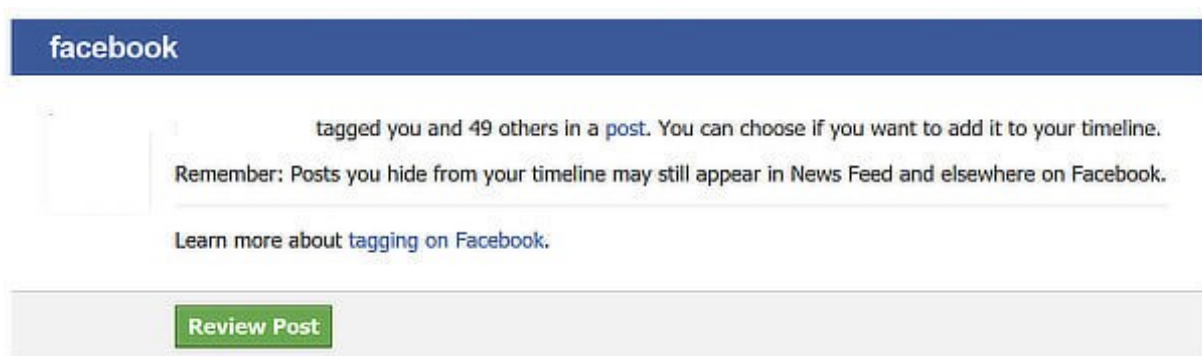 facebook
tagged you and 49 others in a post. You can choose if you want to add it to your timeline.
Remember: Posts you hide from your timeline may still appear in News Feed and elsewhere on Facebook.
Learn more about tagging on Facebook.
Review Post